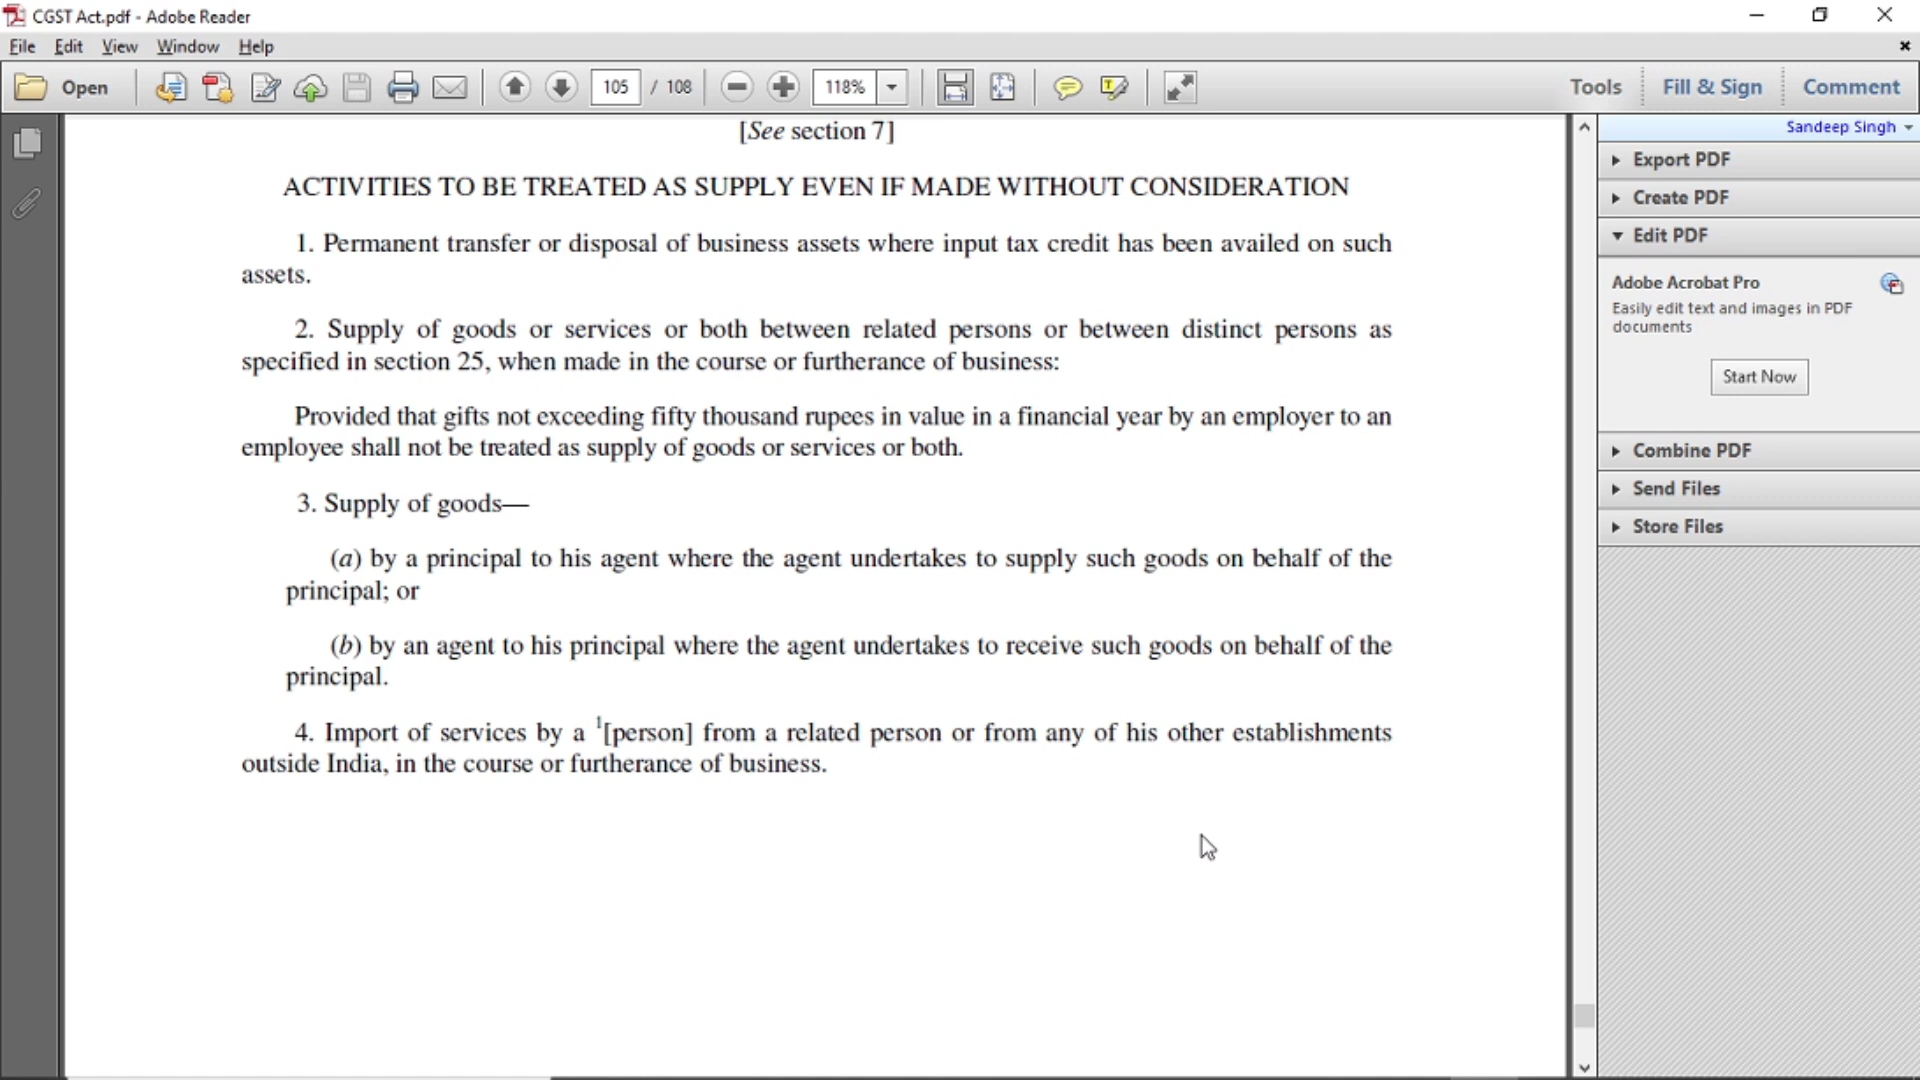 CGST Act.pdf - Adobe Reader
File Edit View Window Help
Open 105 / 108 118% Tools Fill & Sign Comment
[See section 7]
ACTIVITIES TO BE TREATED AS SUPPLY EVEN IF MADE WITHOUT CONSIDERATION
1. Permanent transfer or disposal of business assets where input tax credit has been availed on such
assets.
2. Supply of goods or services or both between related persons or between distinct persons as
specified in section 25, when made in the course or furtherance of business:
Provided that gifts not exceeding fifty thousand rupees in value in a financial year by an employer to an
employee shall not be treated as supply of goods or services or both.
3. Supply of goods—
(a) by a principal to his agent where the agent undertakes to supply such goods on behalf of the
principal; or
(b) by an agent to his principal where the agent undertakes to receive such goods on behalf of the
principal.
4. Import of services by a 1[person] from a related person or from any of his other establishments
outside India, in the course or furtherance of business.
Sandeep Singh
Export PDF
Create PDF
Edit PDF
Adobe Acrobat Pro
Easily edit text and images in PDF
documents
Start Now
Combine PDF
Send Files
Store Files